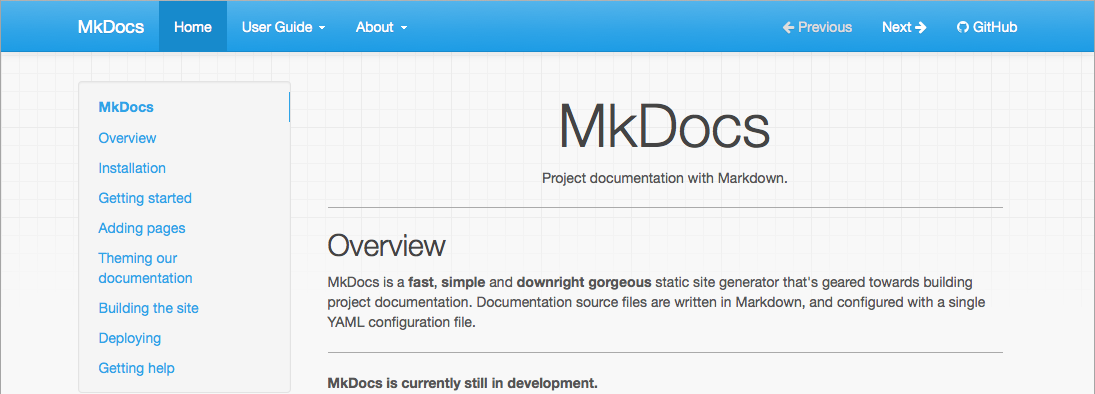 MkDocs Home User Guide About Previous Next GitHub
MkDocs
Overview
Installation
Getting started
Adding pages
Theming our
documentation
Building the site
Deploying
Getting help
MkDocs
Project documentation with Markdown.
Overview
MkDocs is a fast, simple and downright gorgeous static site generator that's geared towards building
project documentation. Documentation source files are written in Markdown, and configured with a single
YAML configuration file.
MkDocs is currently still in development.